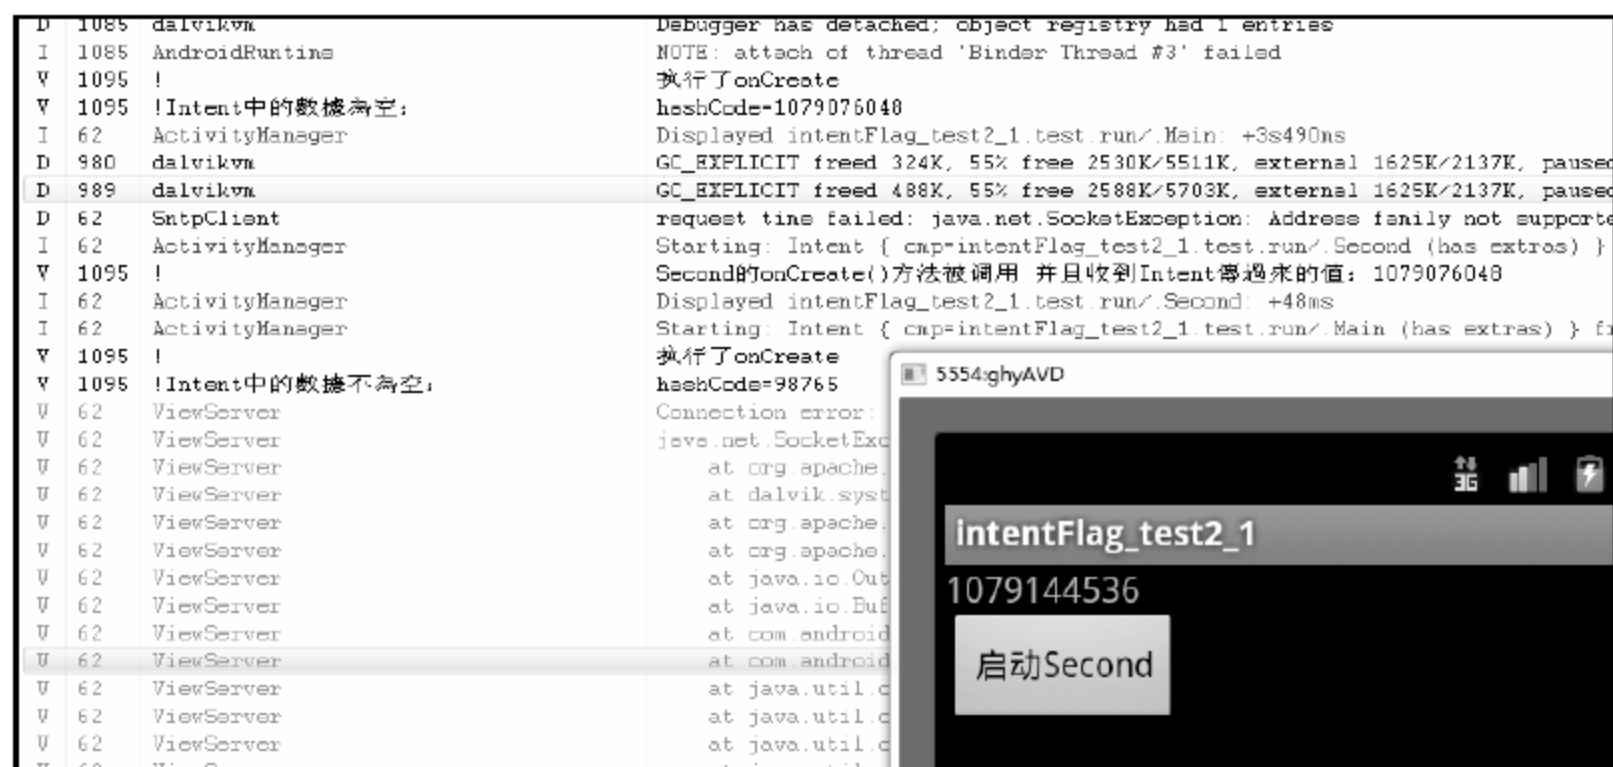 D 1085 dalvikvm Debugger has detached; object registry had 1 entries
I 1085 AndroidRuntime NOTE: attach of thread 'Binder Thread #3' failed
V 1095 ! 执行了onCreate
V 1095 !Intent中的數據為空: hashCode=1079076048
I 62 ActivityManager Displayed intentFlag_test2_1.test.run/.Main: +3s490ms
D 980 dalvikvm GC_EXPLICIT freed 324K, 55% free 2530K/5511K, external 1625K/2137K, paused
D 989 dalvikvm GC_EXPLICIT freed 488K, 55% free 2588K/5703K, external 1625K/2137K, paused
D 62 SntpClient request time failed: java.net.SocketException: Address family not supporte
I 62 ActivityManager Starting: Intent { cmp=intentFlag_test2_1.test.run/.Second (has extras) }
V 1095 ! Second的onCreate()方法被调用 并且收到Intent傳過來的值: 1079076048
I 62 ActivityManager Displayed intentFlag_test2_1.test.run/.Second: +48ms
I 62 ActivityManager Starting: Intent { cmp=intentFlag_test2_1.test.run/.Main (has extras) } fr
V 1095 ! 执行了onCreate
V 1095 !Intent中的數據不為空: hashCode=98765
W 62 ViewServer Connection error:
W 62 ViewServer java.net.SocketExc
W 62 ViewServer at org.apache.
W 62 ViewServer at dalvik.syst
W 62 ViewServer at org.apache.
W 62 ViewServer at org.apache.
W 62 ViewServer at java.io.Out
W 62 ViewServer at java.io.Buf
W 62 ViewServer at com.android
W 62 ViewServer at com.android
W 62 ViewServer at java.util.c
W 62 ViewServer at java.util.c
W 62 ViewServer at java.util.c
5554:ghyAVD
3G
intentFlag_test2_1
1079144536
启动Second